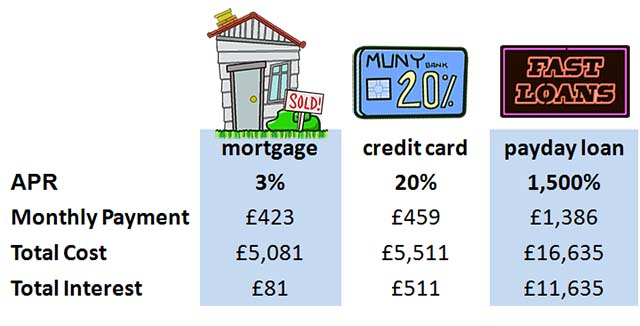 SOLD!
MUNY BANK
20%
FAST
LOANS
mortgage credit card payday loan
APR 3% 20% 1,500%
Monthly Payment £423 £459 £1,386
Total Cost £5,081 £5,511 £16,635
Total Interest £81 £511 £11,635